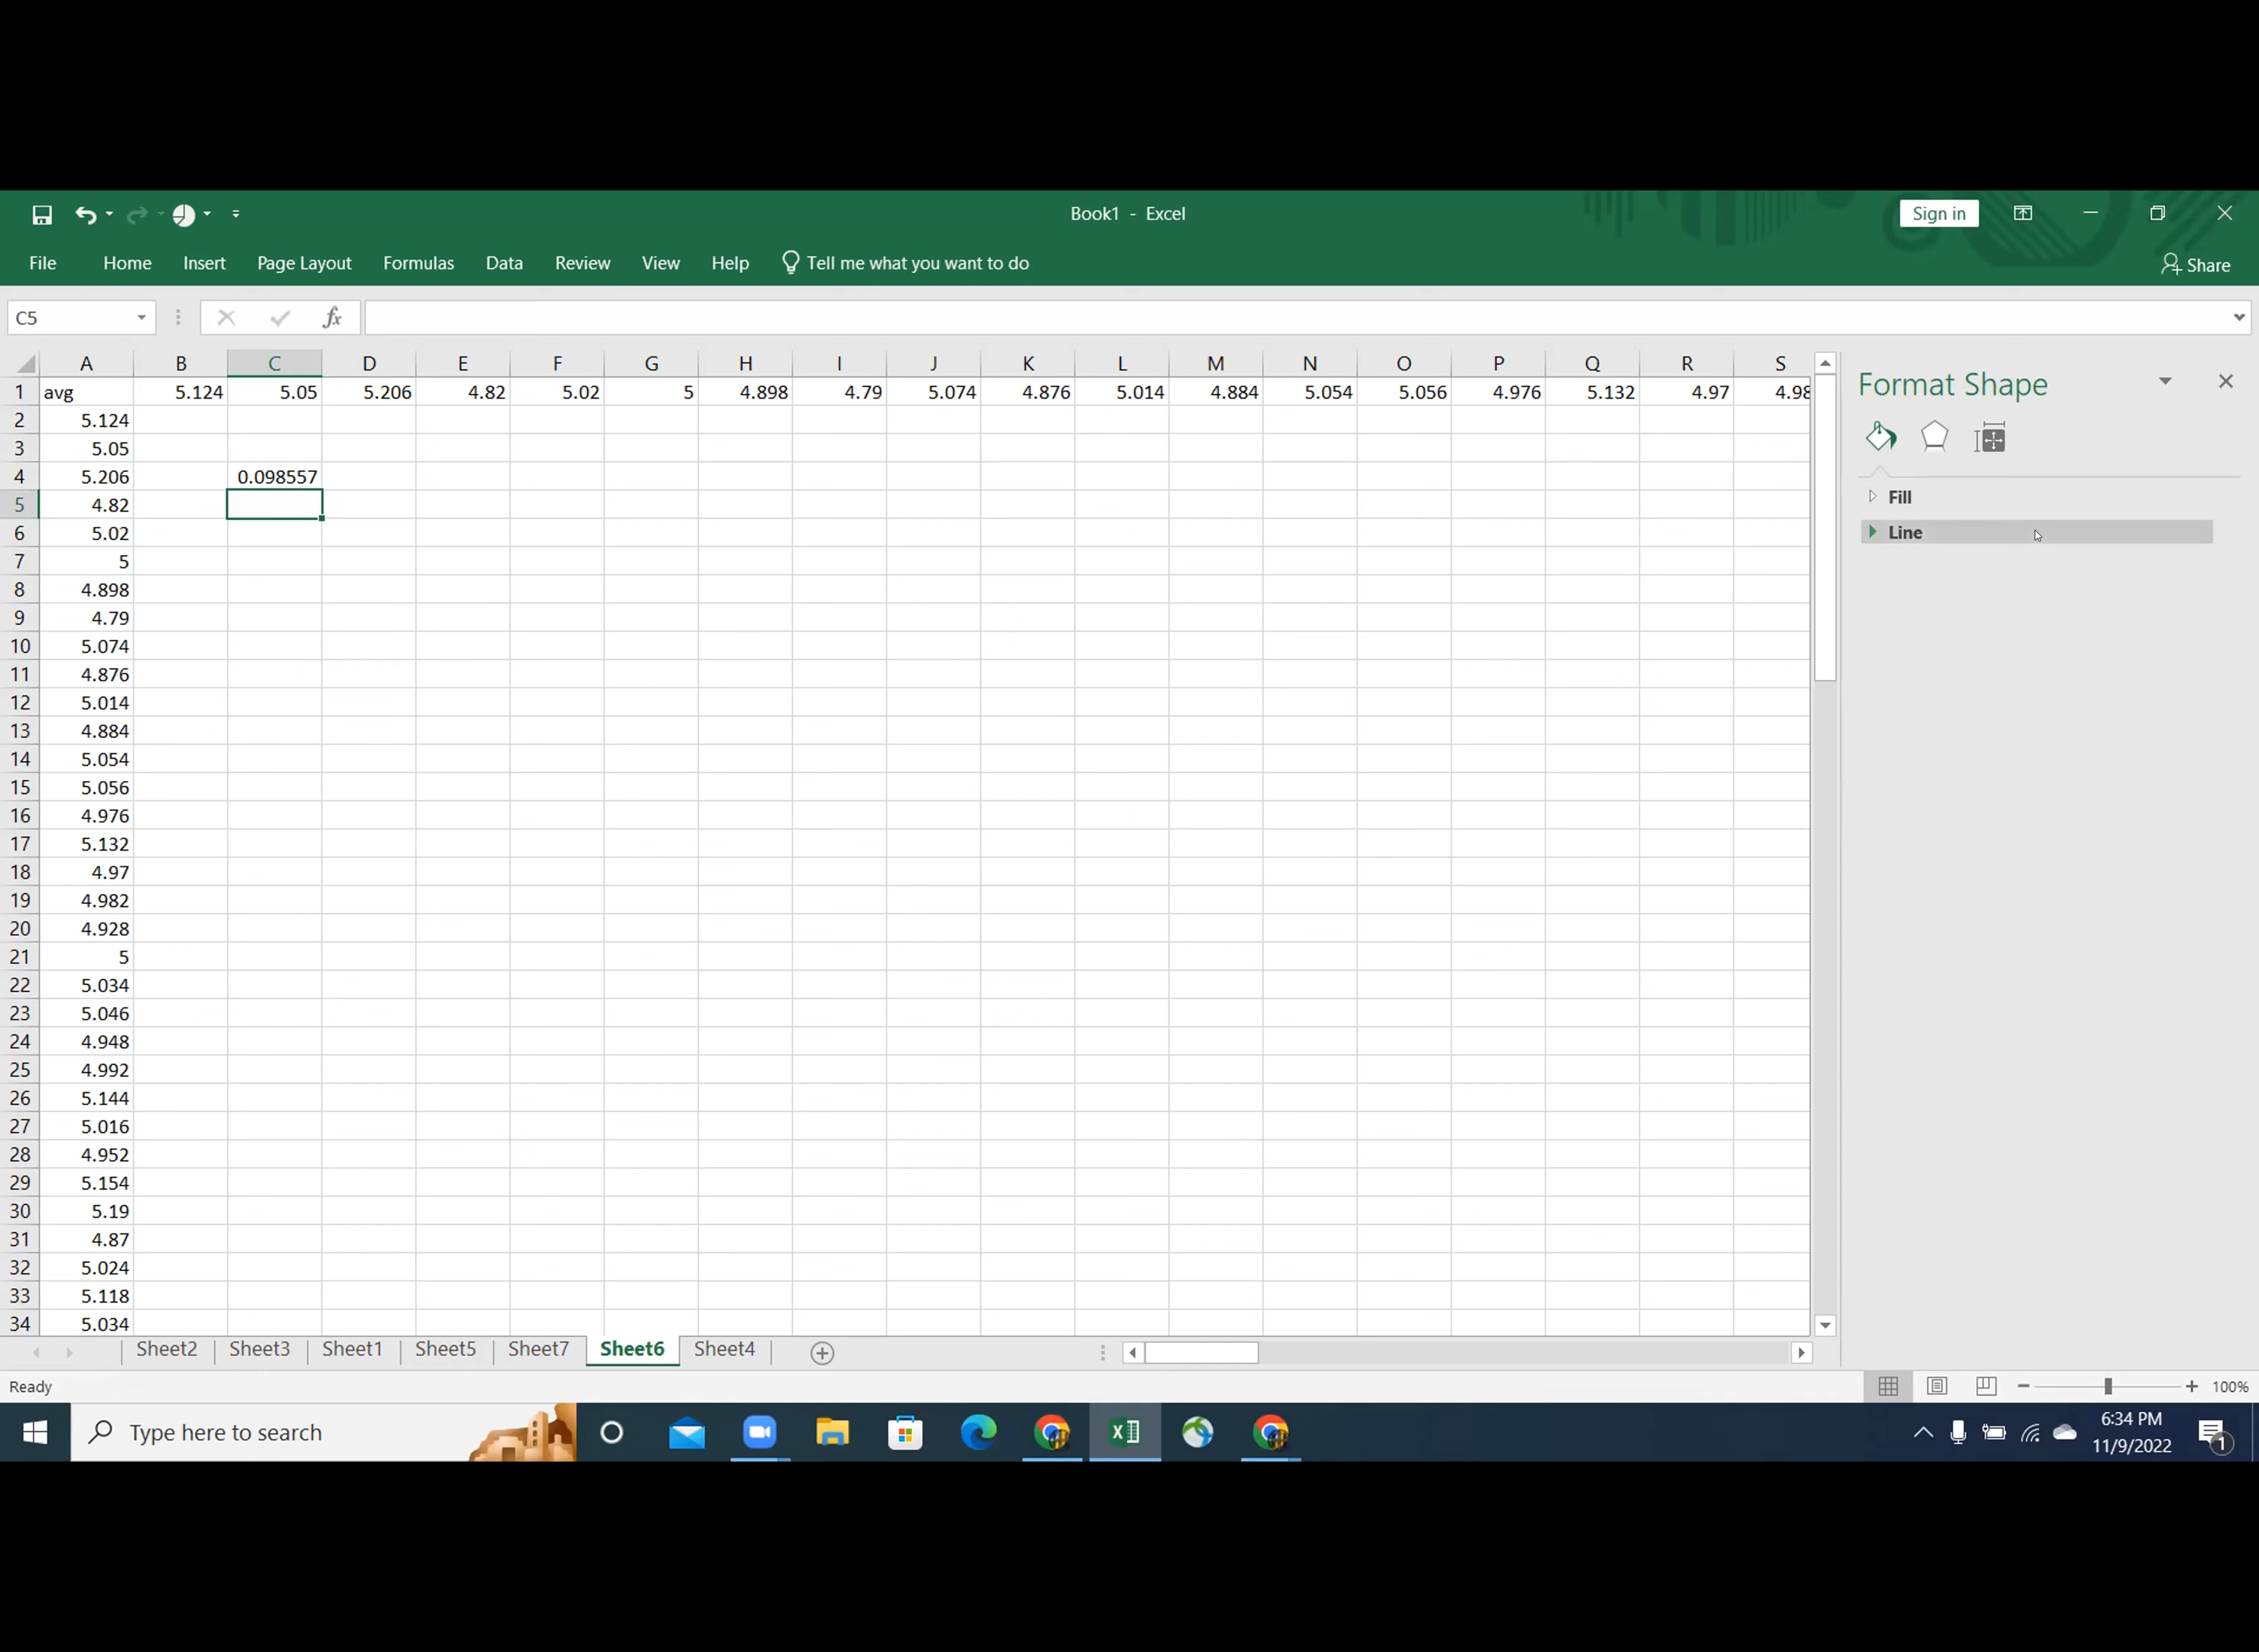 Book1 - Excel
Sign in
File Home Insert Page Layout Formulas Data Review View Help Tell me what you want to do Share
C5 fx
A B C D E F G H I J K L M N O P Q R S
1 avg 5.124 5.05 5.206 4.82 5.02 5 4.898 4.79 5.074 4.876 5.014 4.884 5.054 5.056 4.976 5.132 4.97 4.98
2 5.124
3 5.05
4 5.206 0.098557
5 4.82
6 5.02
7 5
8 4.898
9 4.79
10 5.074
11 4.876
12 5.014
13 4.884
14 5.054
15 5.056
16 4.976
17 5.132
18 4.97
19 4.982
20 4.928
21 5
22 5.034
23 5.046
24 4.948
25 4.992
26 5.144
27 5.016
28 4.952
29 5.154
30 5.19
31 4.87
32 5.024
33 5.118
34 5.034
Format Shape
Fill
Line
Sheet2 Sheet3 Sheet1 Sheet5 Sheet7 Sheet6 Sheet4
Ready
100%
Type here to search
6:34 PM
11/9/2022
1